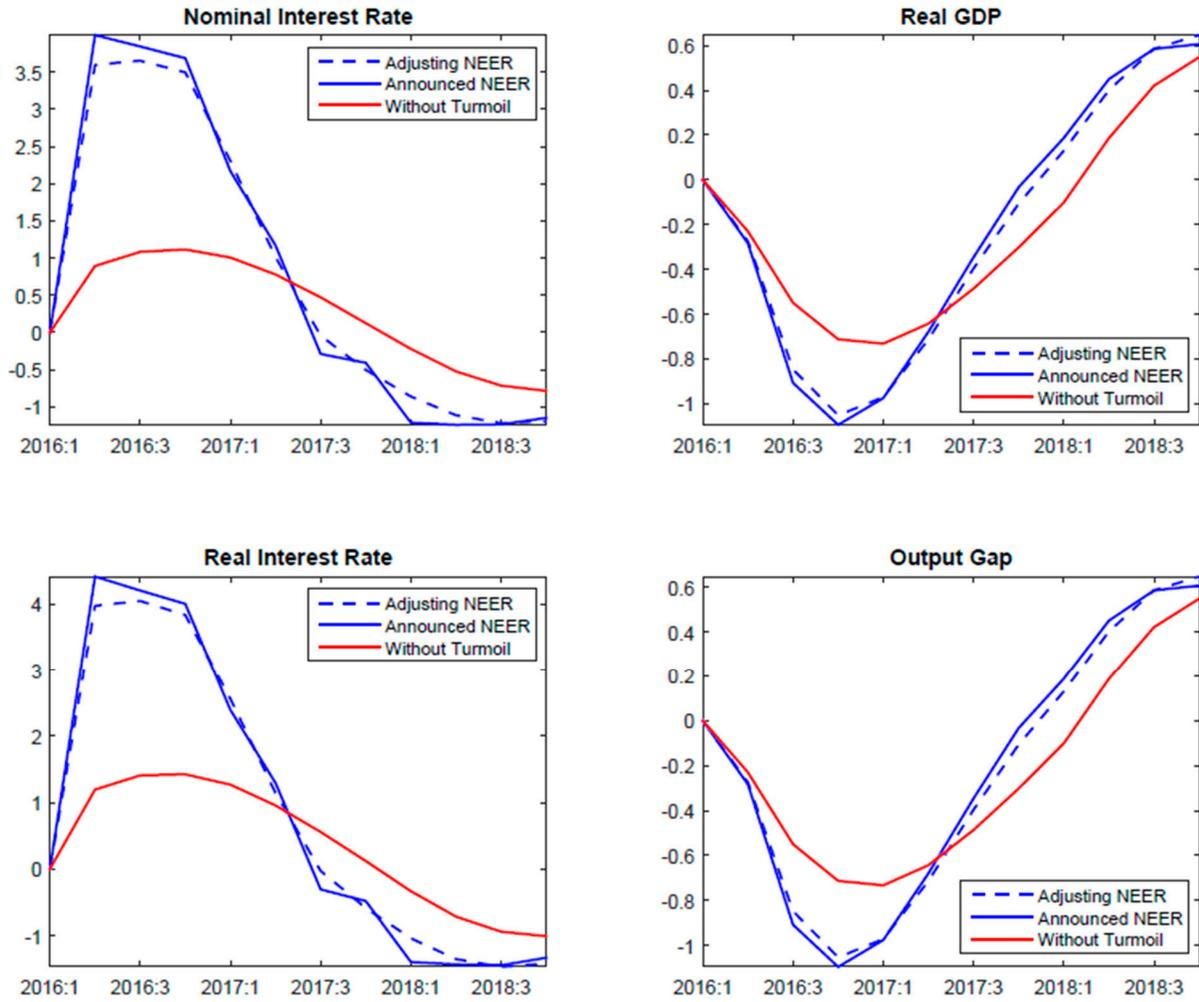 Nominal Interest Rate
3.5
3
2.5
2
1.5
1
0.5
0
-0.5
-1
Adjusting NEER
Announced NEER
Without Turmoil
2016:1 2016:3 2017:1 2017:3 2018:1 2018:3
Real GDP
0.6
0.4
0.2
0
-0.2
-0.4
-0.6
-0.8
-1
Adjusting NEER
Announced NEER
Without Turmoil
2016:1 2016:3 2017:1 2017:3 2018:1 2018:3
Real Interest Rate
4
3
2
1
0
-1
Adjusting NEER
Announced NEER
Without Turmoil
2016:1 2016:3 2017:1 2017:3 2018:1 2018:3
Output Gap
0.6
0.4
0.2
0
-0.2
-0.4
-0.6
-0.8
-1
Adjusting NEER
Announced NEER
Without Turmoil
2016:1 2016:3 2017:1 2017:3 2018:1 2018:3